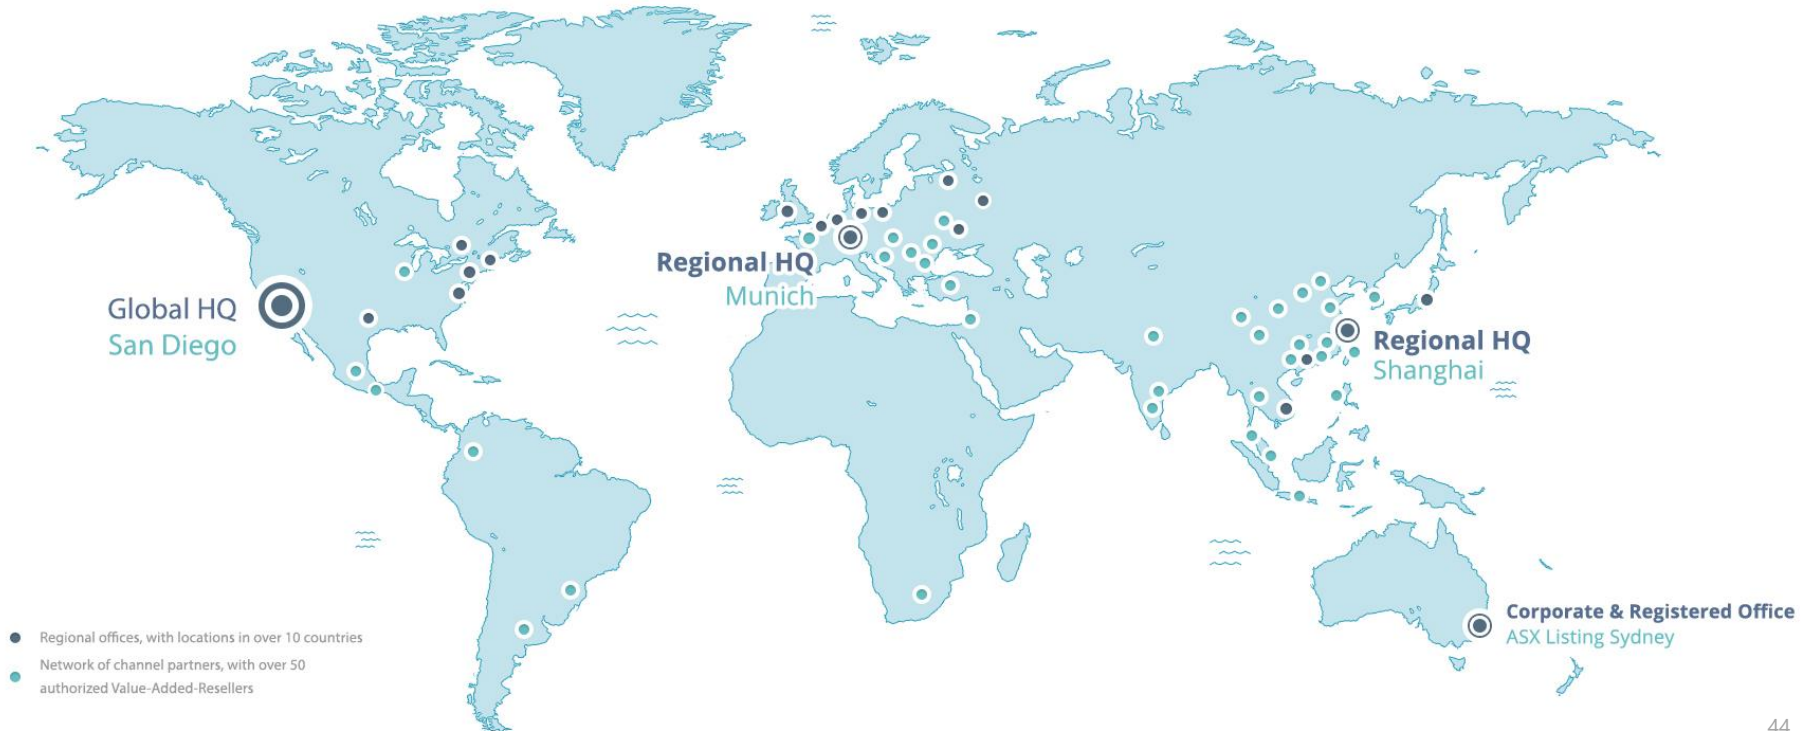 Global HQ
San Diego
Regional HQ
Munich
Regional HQ
Shanghai
Corporate & Registered Office
ASX Listing Sydney
Regional offices, with locations in over 10 countries
Network of channel partners, with over 50
authorized Value-Added-Resellers
44